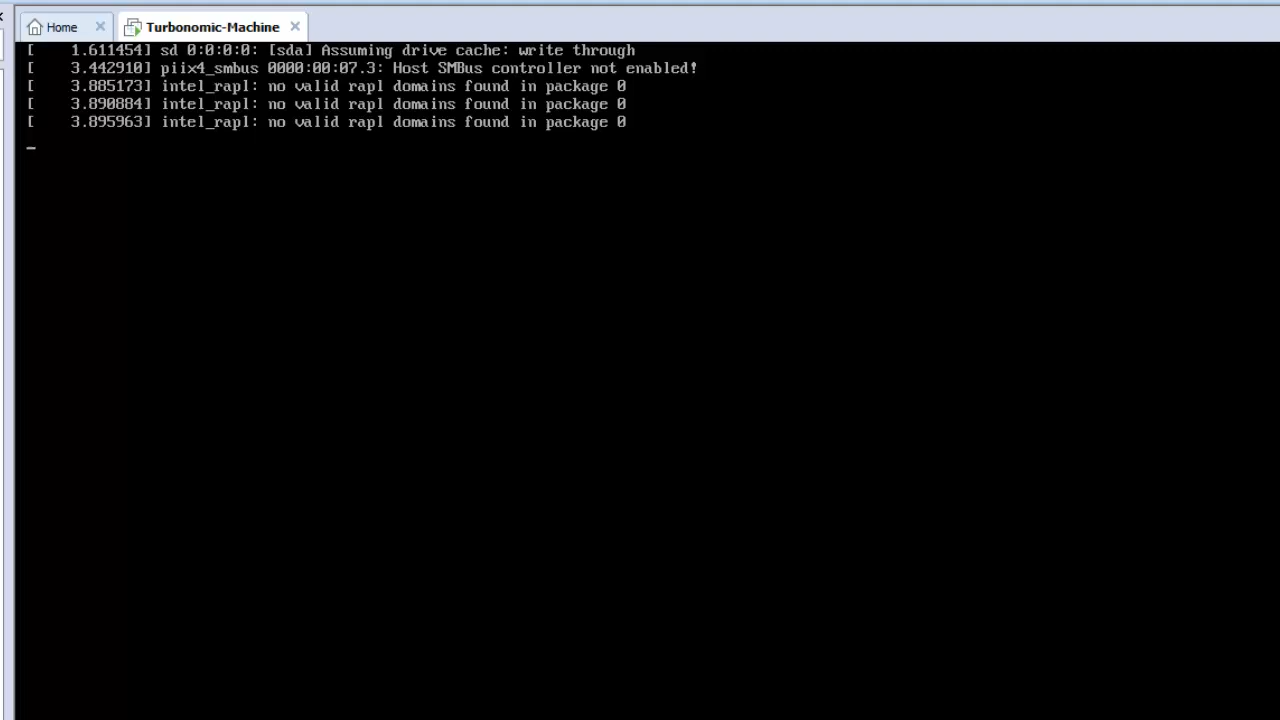 Home
Turbonomic-Machine
[    1.611454] sd 0:0:0:0: [sda] Assuming drive cache: write through
[    3.442910] piix4_smbus 0000:00:07.3: Host SMBus controller not enabled!
[    3.885173] intel_rapl: no valid rapl domains found in package 0
[    3.890884] intel_rapl: no valid rapl domains found in package 0
[    3.895963] intel_rapl: no valid rapl domains found in package 0